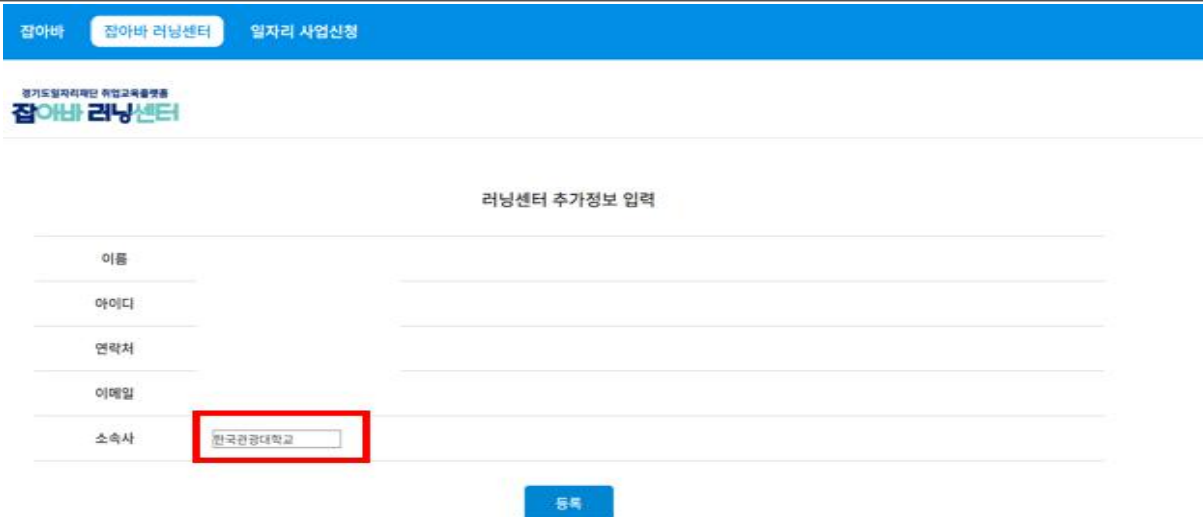 잡아바 잡아바 러닝센터 일자리 사업신청
경기도일자리재단 취업교육플랫폼
잡아바 러닝센터
러닝센터 추가정보 입력
이름
아이디
연락처
이메일
소속사 한국관광대학교
등록